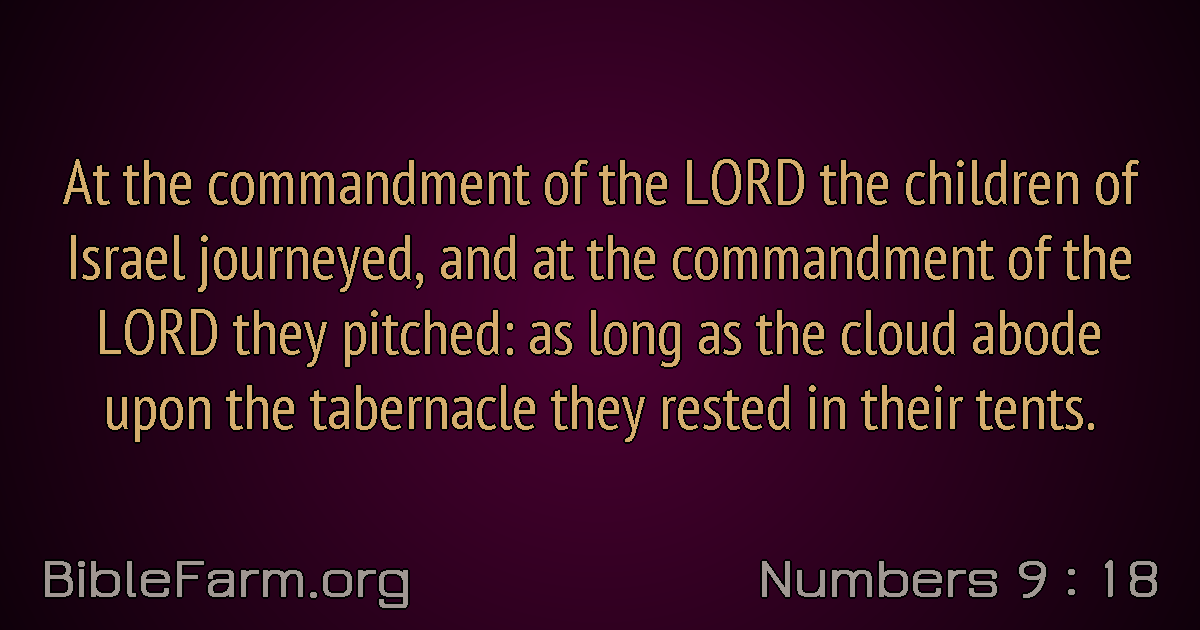 At the commandment of the LORD the children of
Israel journeyed, and at the commandment of the
LORD they pitched: as long as the cloud abode
upon the tabernacle they rested in their tents.
BibleFarm.org
Numbers 9 : 18